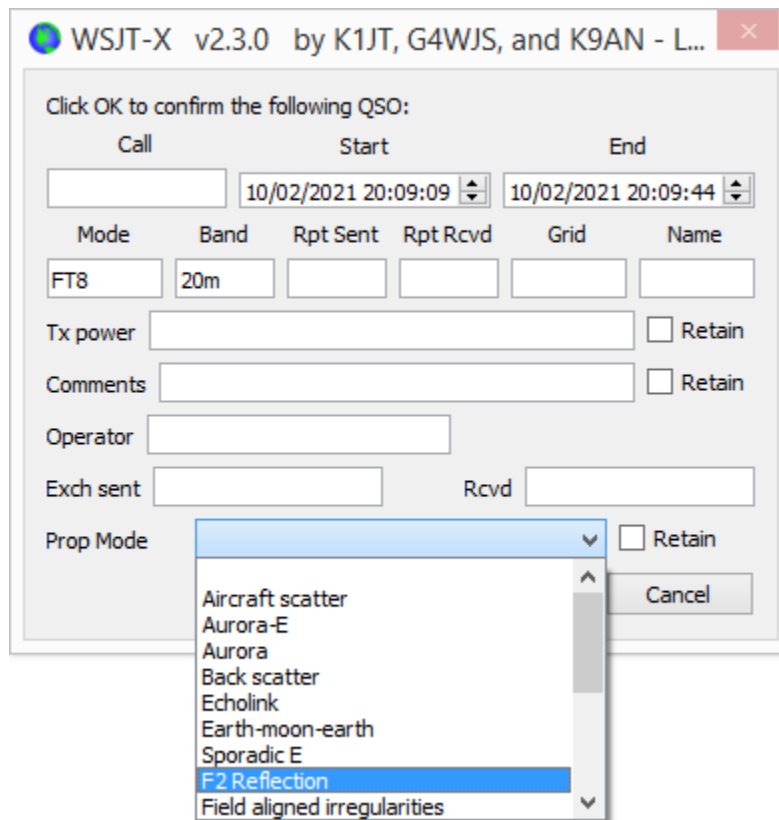 WSJT-X v2.3.0 by K1JT, G4WJS, and K9AN - L...
Click OK to confirm the following QSO:
Call Start End
10/02/2021 20:09:09 10/02/2021 20:09:44
Mode Band Rpt Sent Rpt Rcvd Grid Name
FT8 20m
Tx power Retain
Comments Retain
Operator
Exch sent Rcvd
Prop Mode Retain
Cancel
Aircraft scatter
Aurora-E
Aurora
Back scatter
Echolink
Earth-moon-earth
Sporadic E
F2 Reflection
Field aligned irregularities